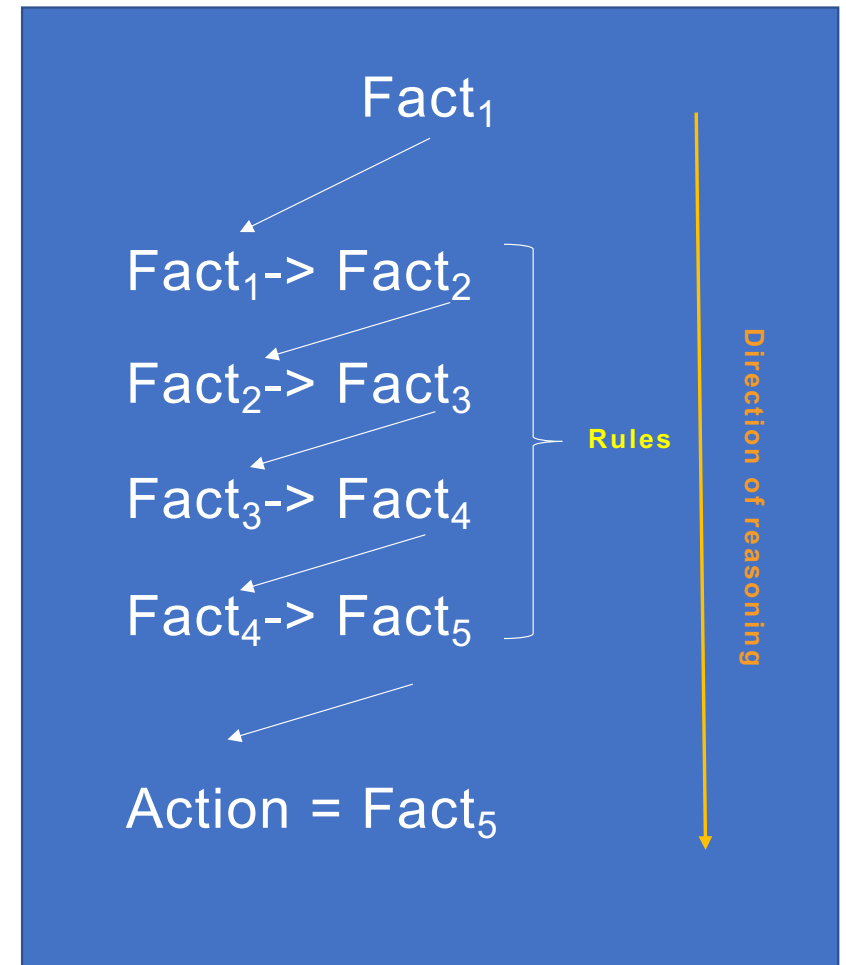 Fact₁
Fact₁-> Fact₂
Fact₂-> Fact₃
Fact₃-> Fact₄
Fact₄-> Fact₅
Action = Fact₅
Rules
Direction of reasoning